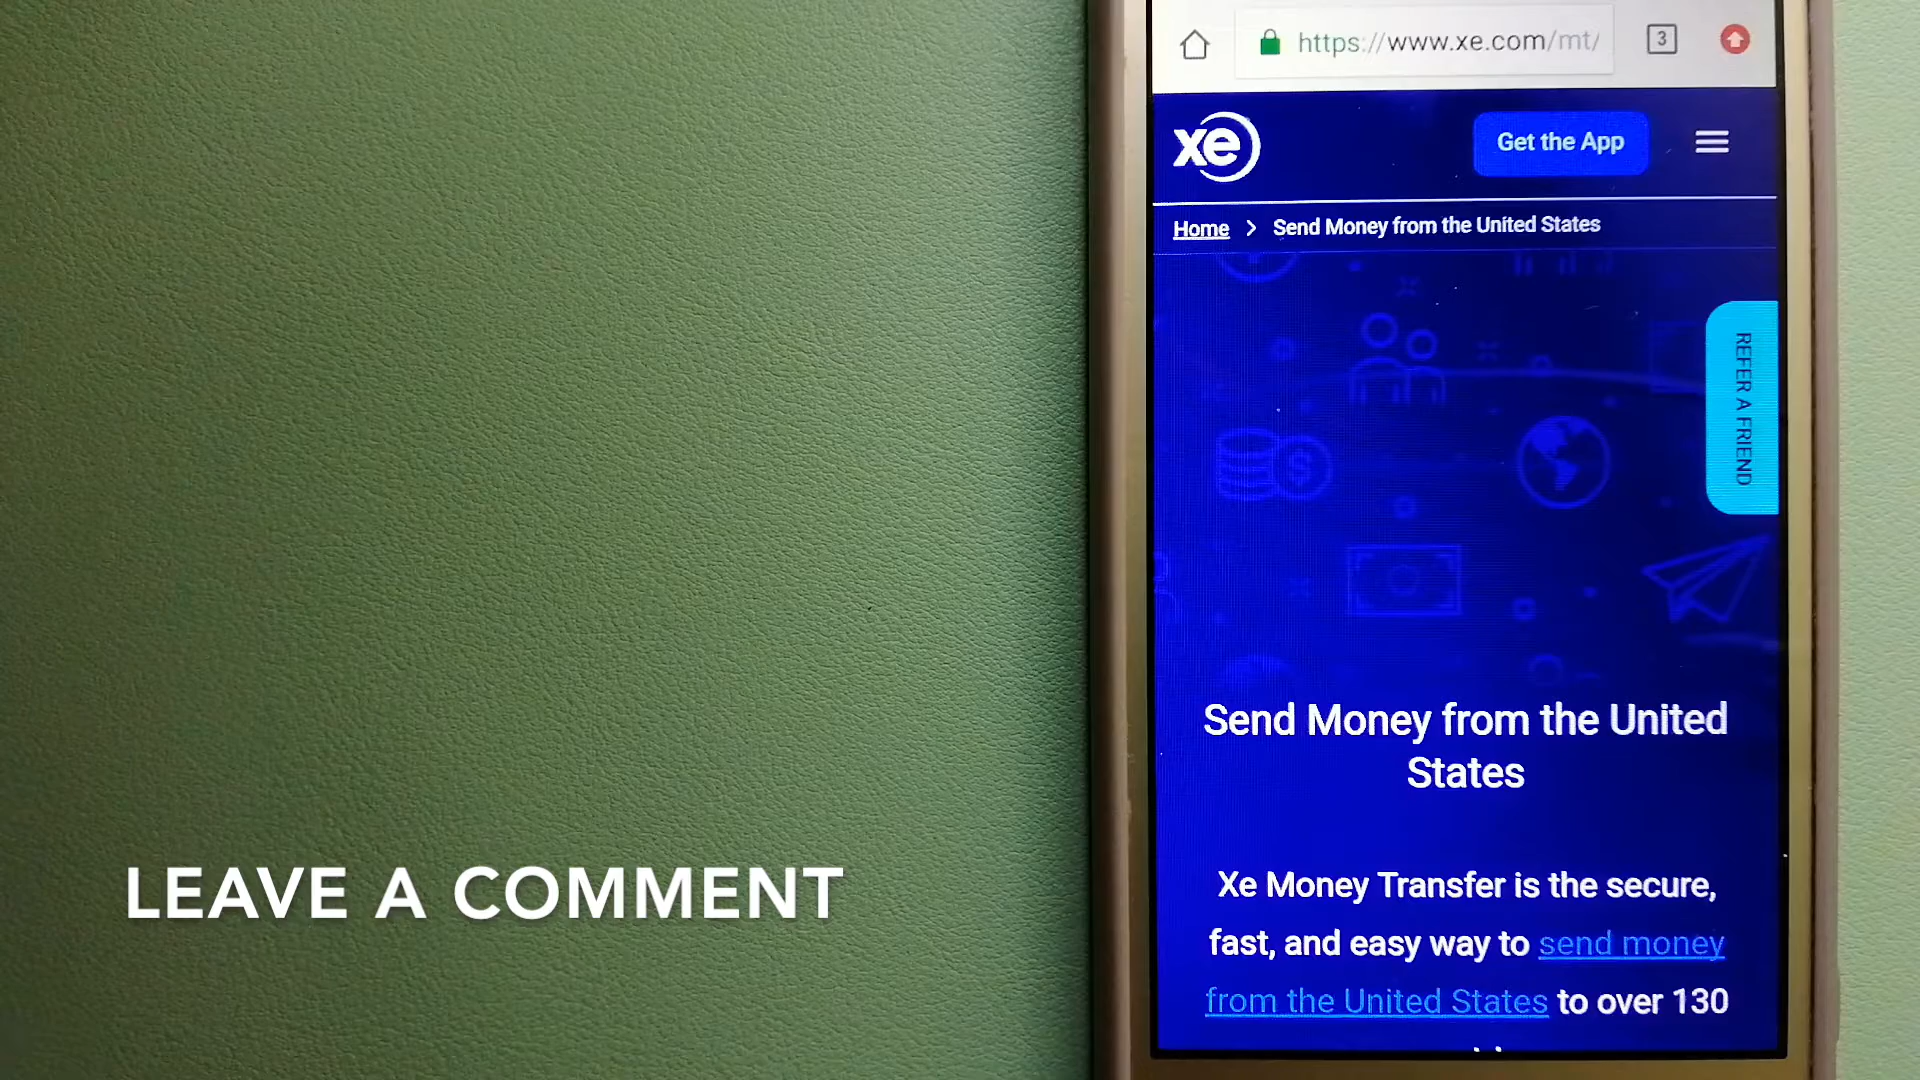 https://www.xe.com/mt/
3
xe
Get the App
Home > Send Money from the United States
REFER A FRIEND
Send Money from the United
States
LEAVE A COMMENT
Xe Money Transfer is the secure,
fast, and easy way to send money
from the United States to over 130